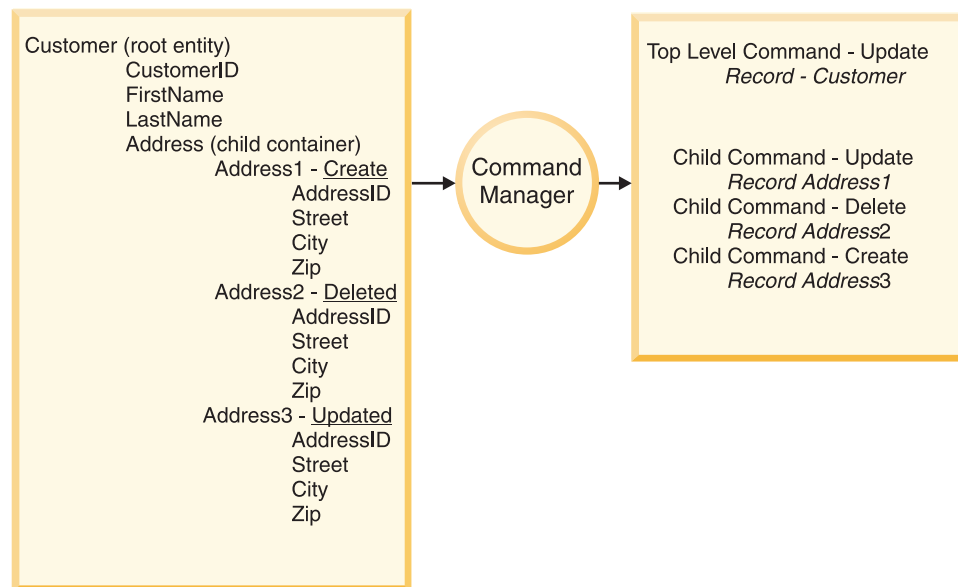 Customer (root entity)
CustomerID
FirstName
LastName
Address (child container)
Address1 - Create
AddressID
Street
City
Zip
Address2 - Deleted
AddressID
Street
City
Zip
Address3 - Updated
AddressID
Street
City
Zip
Command
Manager
Top Level Command - Update
Record - Customer
Child Command - Update
Record Address1
Child Command - Delete
Record Address2
Child Command - Create
Record Address3